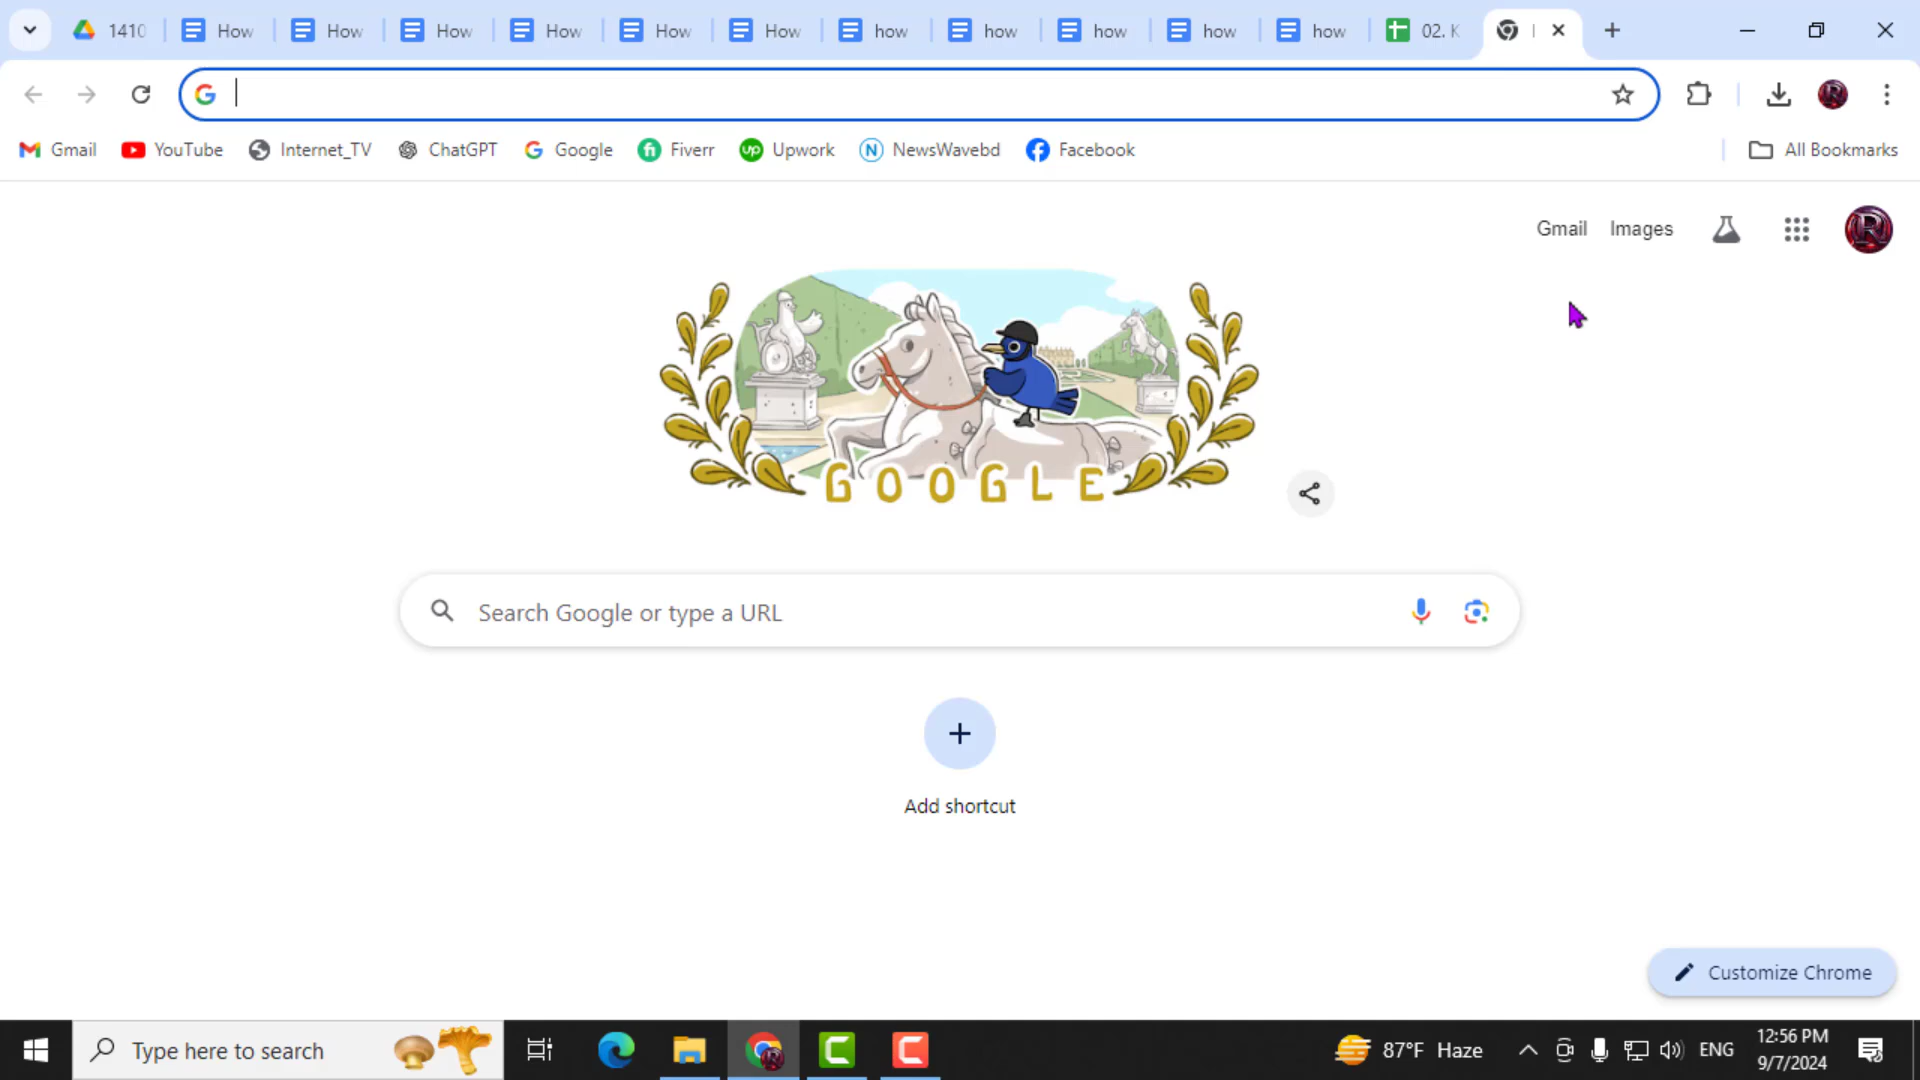 1410
How
How
How
How
How
How
how
how
how
how
how
02. K
Gmail
YouTube
Internet_TV
ChatGPT
Google
Fiverr
Upwork
NewsWavebd
Facebook
All Bookmarks
Gmail
Images
GOOGLE
Search Google or type a URL
Add shortcut
Customize Chrome
Type here to search
87°F Haze
ENG
12:56 PM
9/7/2024